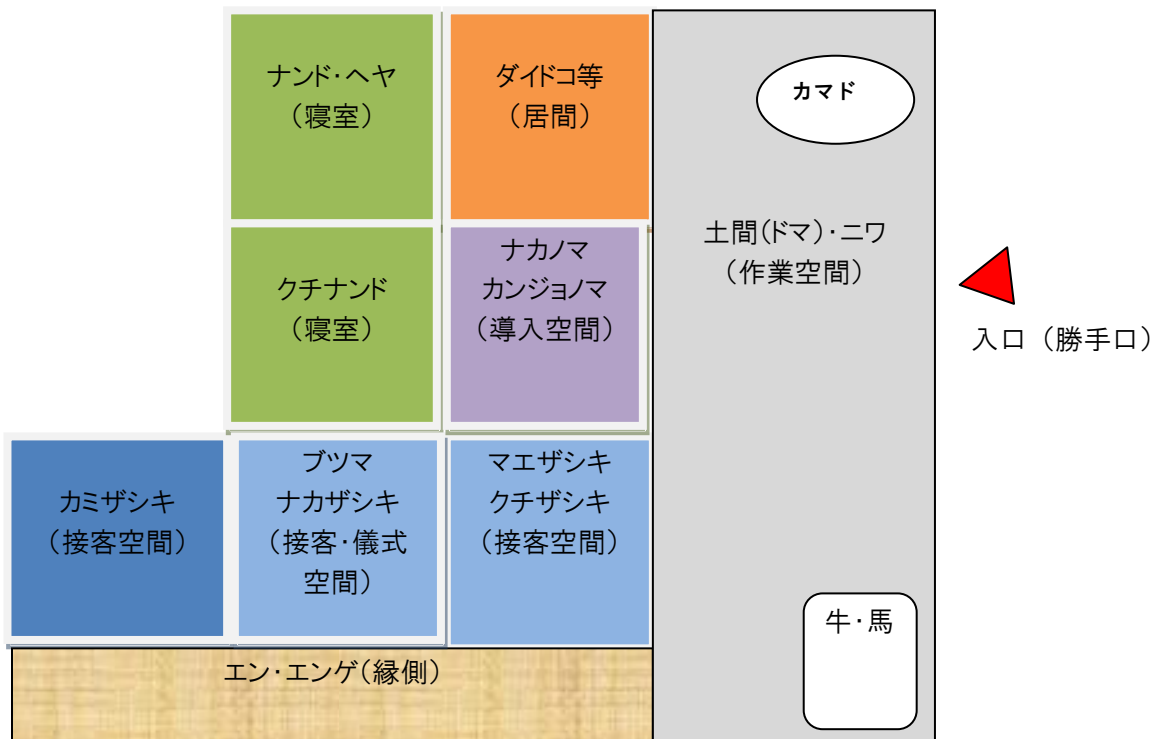 ナンド・ヘヤ
（寝室）
ダイドコ等
（居間）
カマド
クチナンド
（寝室）
ナカノマ
カンジョノマ
（導入空間）
土間（ドマ）・ニワ
（作業空間）
入口（勝手口）
カミザシキ
（接客空間）
ブツマ
ナカザシキ
（接客・儀式
空間）
マエザシキ
クチザシキ
（接客空間）
牛・馬
エン・エンゲ（縁側）